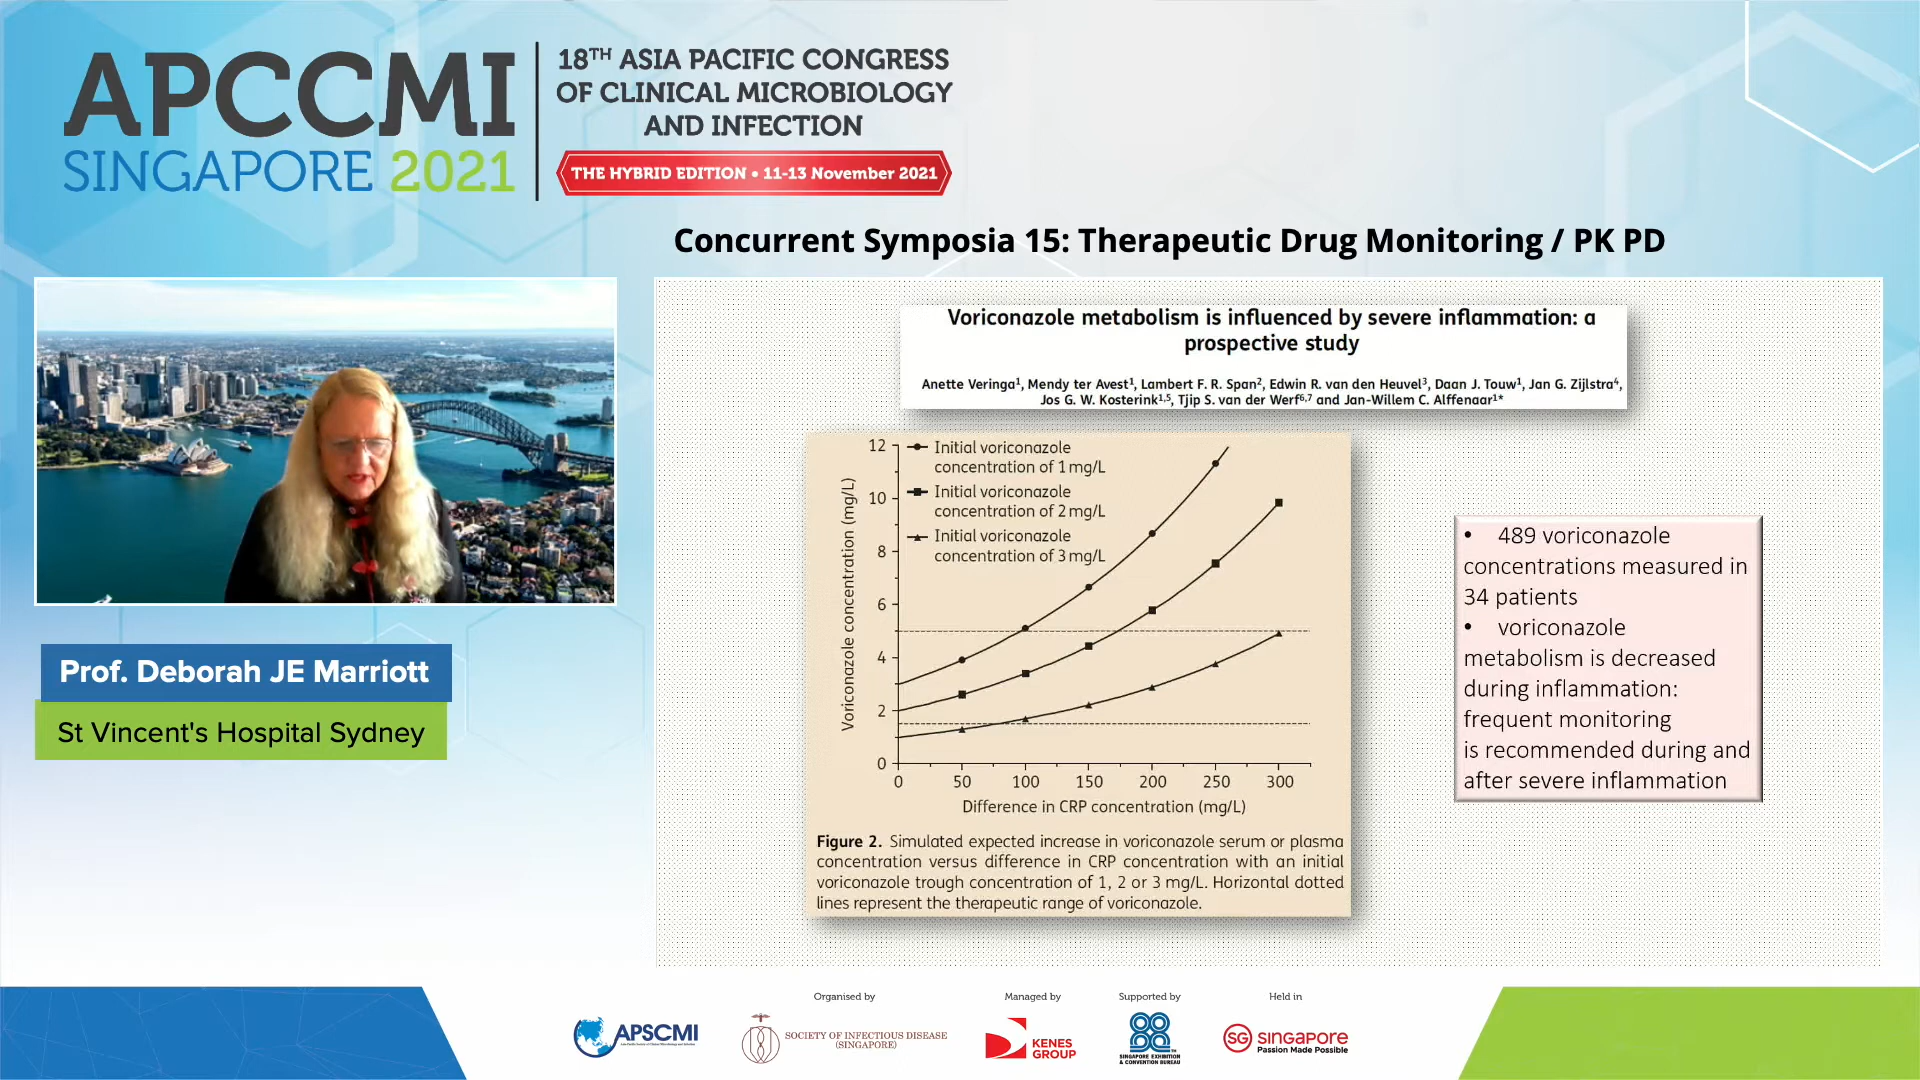 APCCMI
SINGAPORE 2021
18TH ASIA PACIFIC CONGRESS
OF CLINICAL MICROBIOLOGY
AND INFECTION
THE HYBRID EDITION • 11-13 November 2021
Concurrent Symposia 15: Therapeutic Drug Monitoring / PK PD
Prof. Deborah JE Marriott
St Vincent's Hospital Sydney
Voriconazole metabolism is influenced by severe inflammation: a
prospective study
Anette Veringa1, Mendy ter Avest1, Lambert F. R. Span2, Edwin R. van den Heuvel3, Daan J. Touw1, Jan G. Zijlstra4,
Jos G. W. Kosterink1,5, Tjip S. van der Werf6,7 and Jan-Willem C. Alffenaar1*
Initial voriconazole
concentration of 1 mg/L
Initial voriconazole
concentration of 2 mg/L
Initial voriconazole
concentration of 3 mg/L
Voriconazole concentration (mg/L)
12
10
8
6
4
2
0
0 50 100 150 200 250 300
Difference in CRP concentration (mg/L)
Figure 2. Simulated expected increase in voriconazole serum or plasma
concentration versus difference in CRP concentration with an initial
voriconazole trough concentration of 1, 2 or 3 mg/L. Horizontal dotted
lines represent the therapeutic range of voriconazole.
• 489 voriconazole
concentrations measured in
34 patients
• voriconazole
metabolism is decreased
during inflammation:
frequent monitoring
is recommended during and
after severe inflammation
Organised by
Managed by
Supported by
Held in
APSCMI
SOCIETY OF INFECTIOUS DISEASE
(SINGAPORE)
KENES
GROUP
SINGAPORE EXHIBITION
& CONVENTION BUREAU
SG SINGAPORE
Passion Made Possible